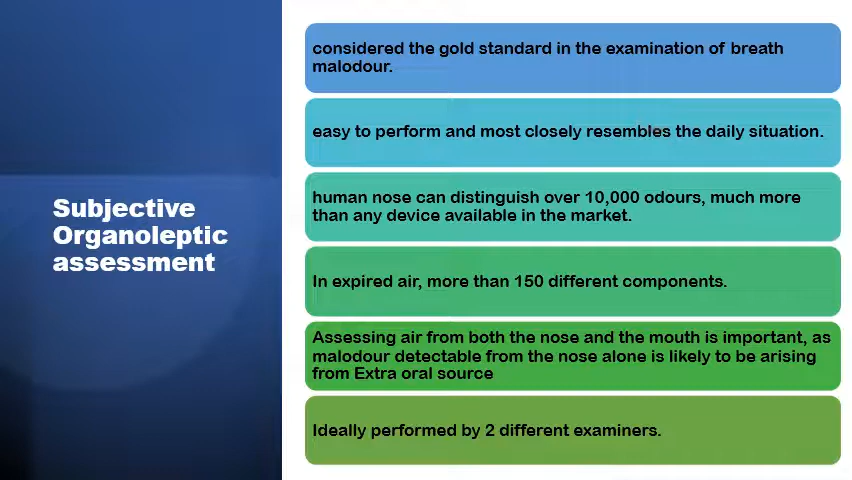 Subjective
Organoleptic
assessment
considered the gold standard in the examination of breath
malodour.
easy to perform and most closely resembles the daily situation.
human nose can distinguish over 10,000 odours, much more
than any device available in the market.
In expired air, more than 150 different components.
Assessing air from both the nose and the mouth is important, as
malodour detectable from the nose alone is likely to be arising
from Extra oral source
Ideally performed by 2 different examiners.